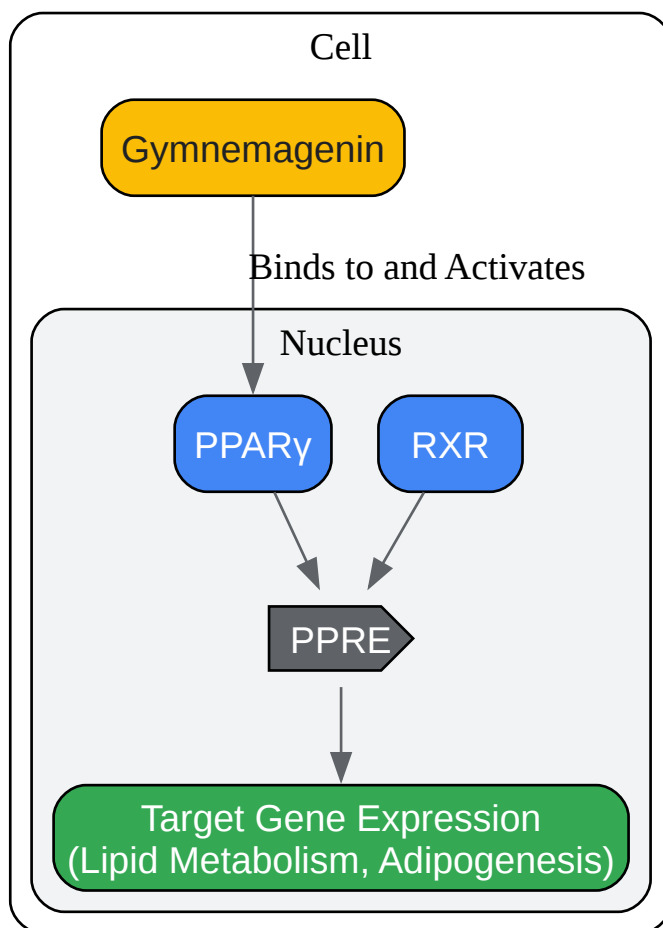 Cell
Gymnemagenin
Binds to and Activates
Nucleus
PPARγ
RXR
PPRE
Target Gene Expression
(Lipid Metabolism, Adipogenesis)